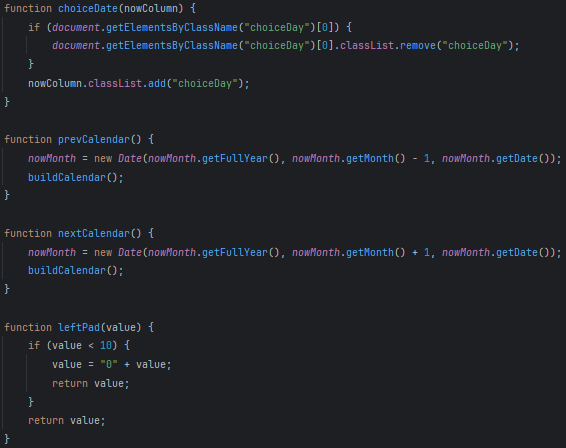 function choiceDate(nowColumn) {
    if (document.getElementsByClassName("choiceDay")[0]) {
        document.getElementsByClassName("choiceDay")[0].classList.remove("choiceDay");
    }
    nowColumn.classList.add("choiceDay");
}

function prevCalendar() {
    nowMonth = new Date(nowMonth.getFullYear(), nowMonth.getMonth() - 1, nowMonth.getDate());
    buildCalendar();
}

function nextCalendar() {
    nowMonth = new Date(nowMonth.getFullYear(), nowMonth.getMonth() + 1, nowMonth.getDate());
    buildCalendar();
}

function leftPad(value) {
    if (value < 10) {
        value = "0" + value;
        return value;
    }
    return value;
}